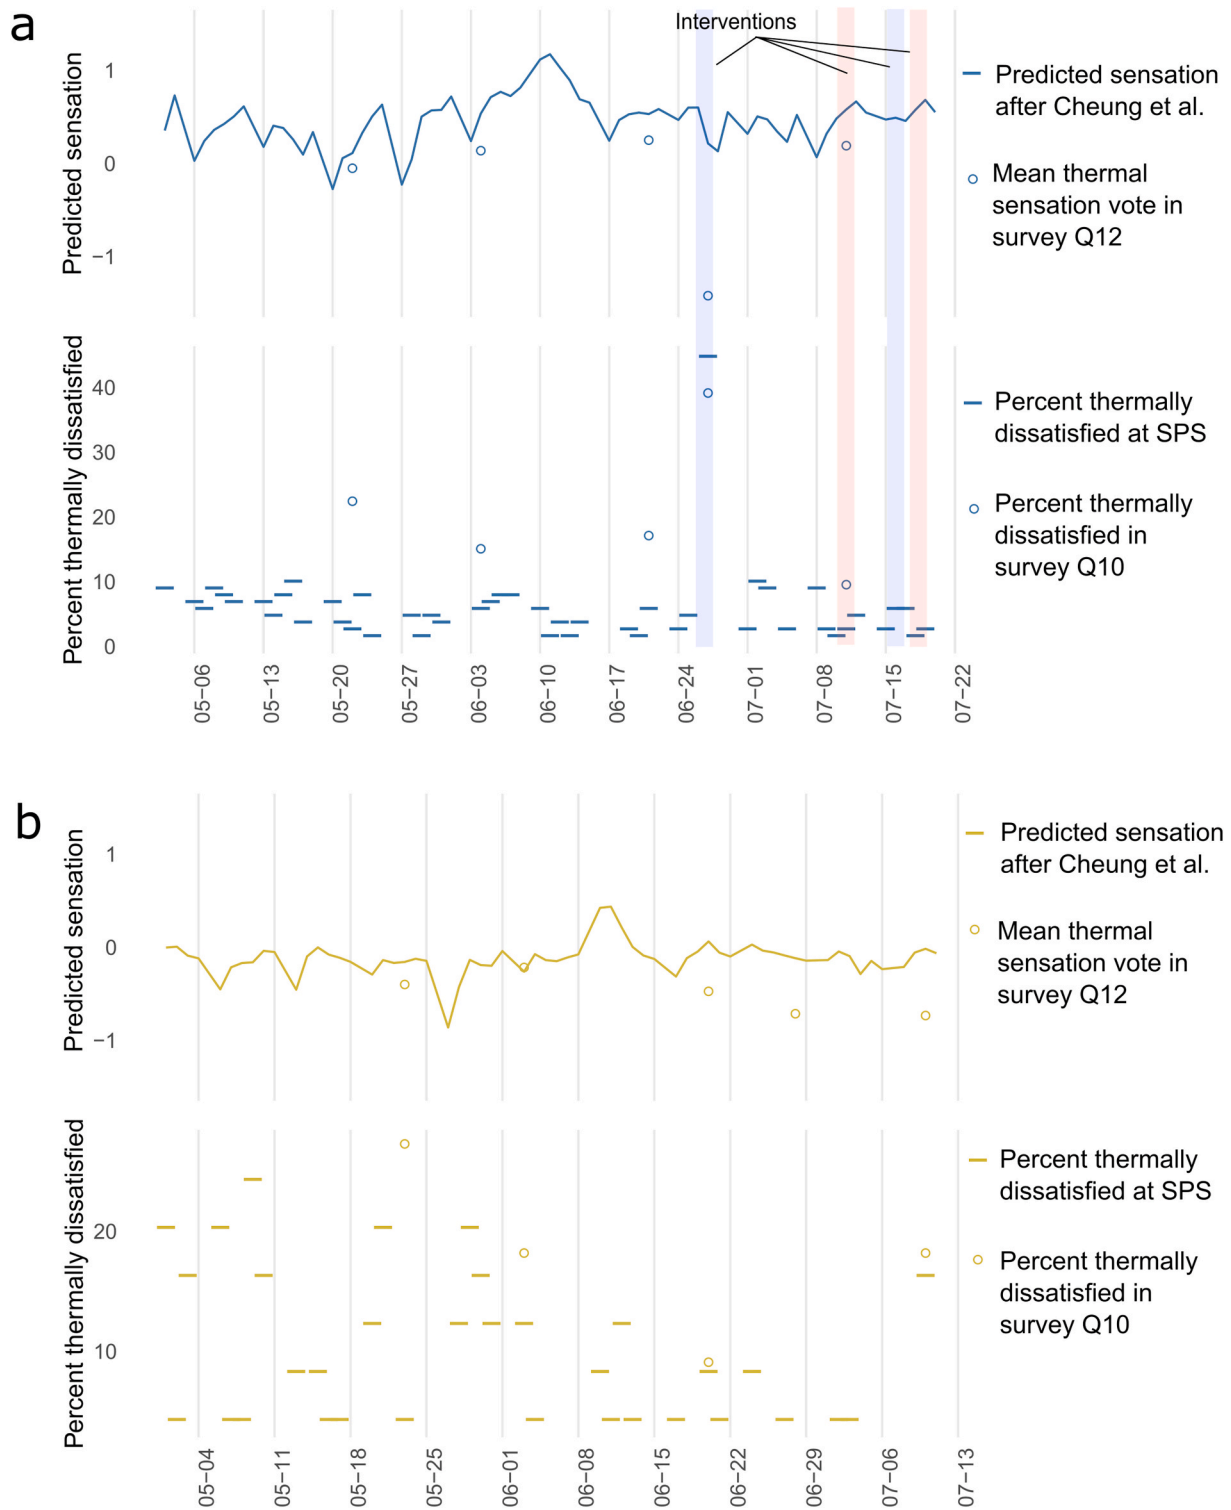 a
Interventions
Predicted sensation
1
0
−1
Predicted sensation
after Cheung et al.
Mean thermal
sensation vote in
survey Q12
Percent thermally dissatisfied
40
30
20
10
0
Percent thermally
dissatisfied at SPS
Percent thermally
dissatisfied in
survey Q10
05−06
05−13
05−20
05−27
06−03
06−10
06−17
06−24
07−01
07−08
07−15
07−22
b
Predicted sensation
1
0
−1
Predicted sensation
after Cheung et al.
Mean thermal
sensation vote in
survey Q12
Percent thermally dissatisfied
20
10
Percent thermally
dissatisfied at SPS
Percent thermally
dissatisfied in
survey Q10
05−04
05−11
05−18
05−25
06−01
06−08
06−15
06−22
06−29
07−06
07−13